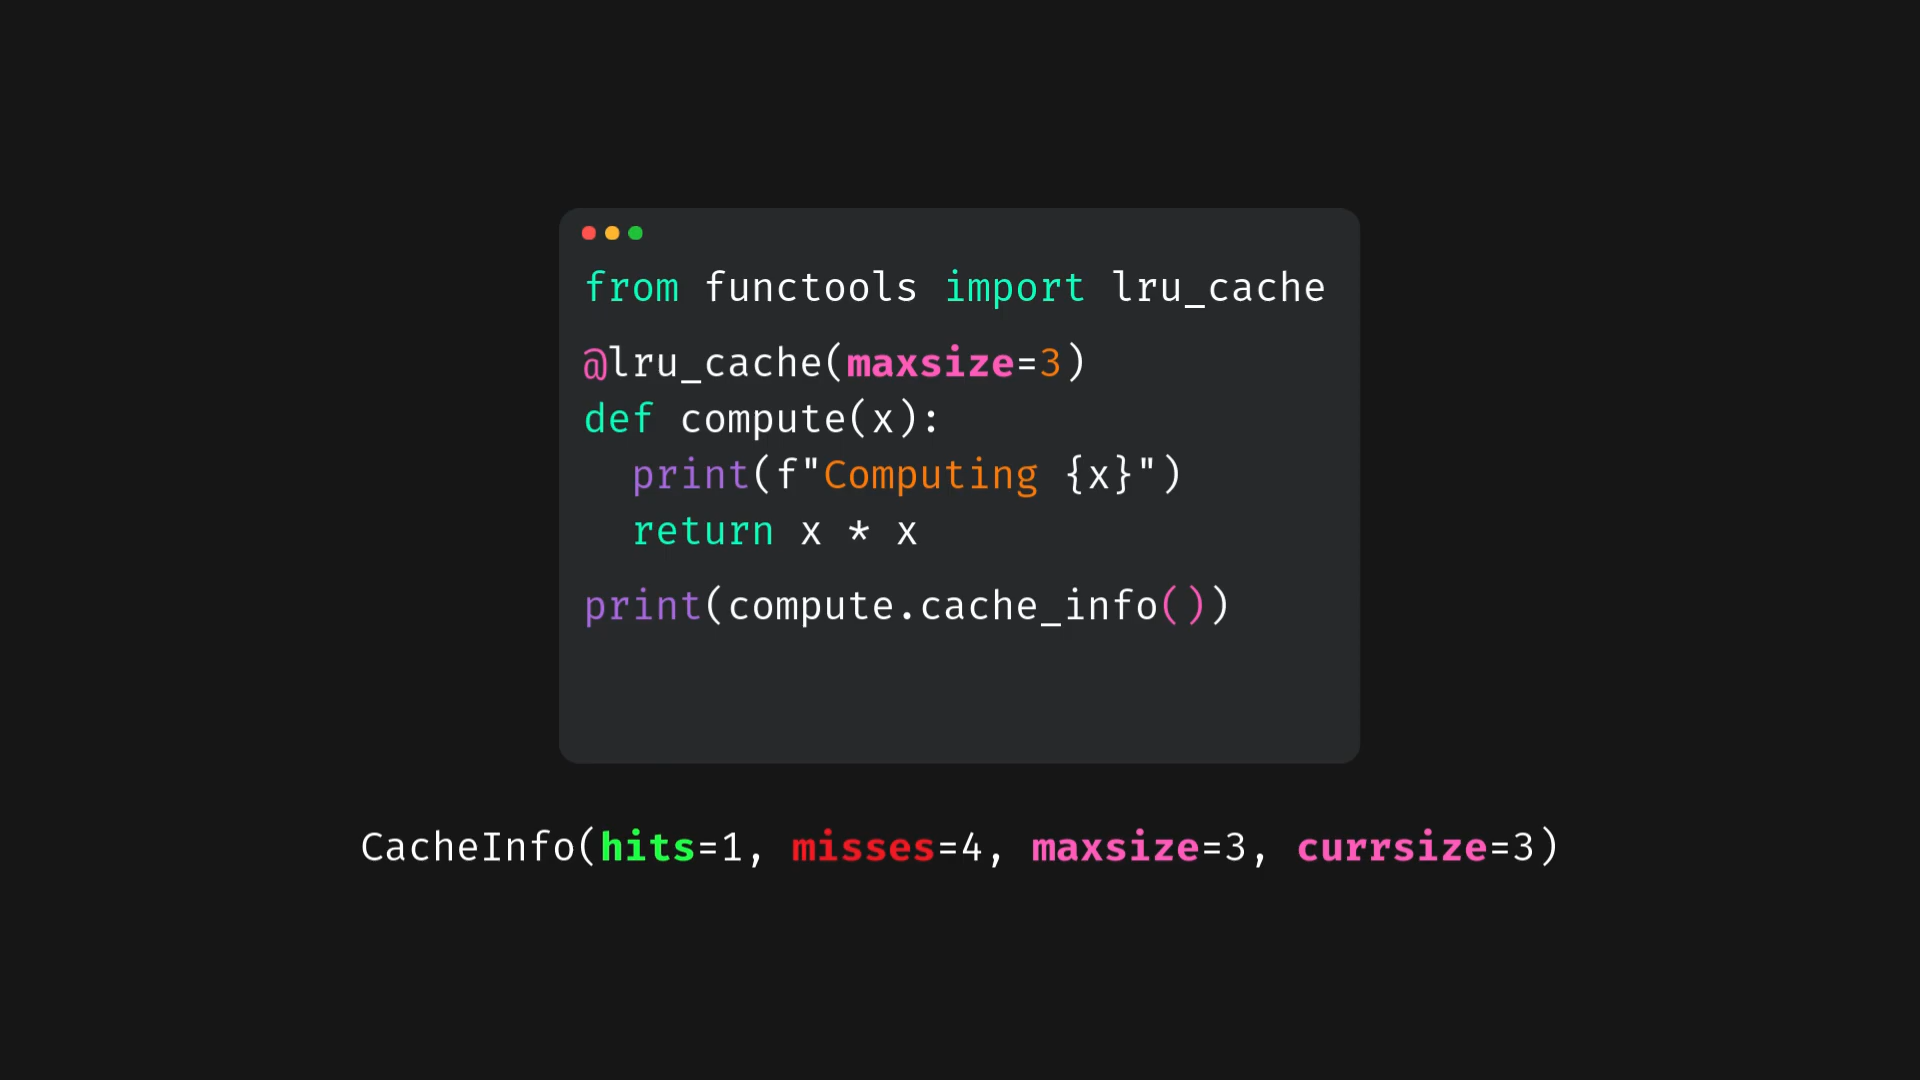 from functools import lru_cache
@lru_cache(maxsize=3)
def compute(x):
  print(f"Computing {x}")
  return x * x
print(compute.cache_info())
CacheInfo(hits=1, misses=4, maxsize=3, currsize=3)